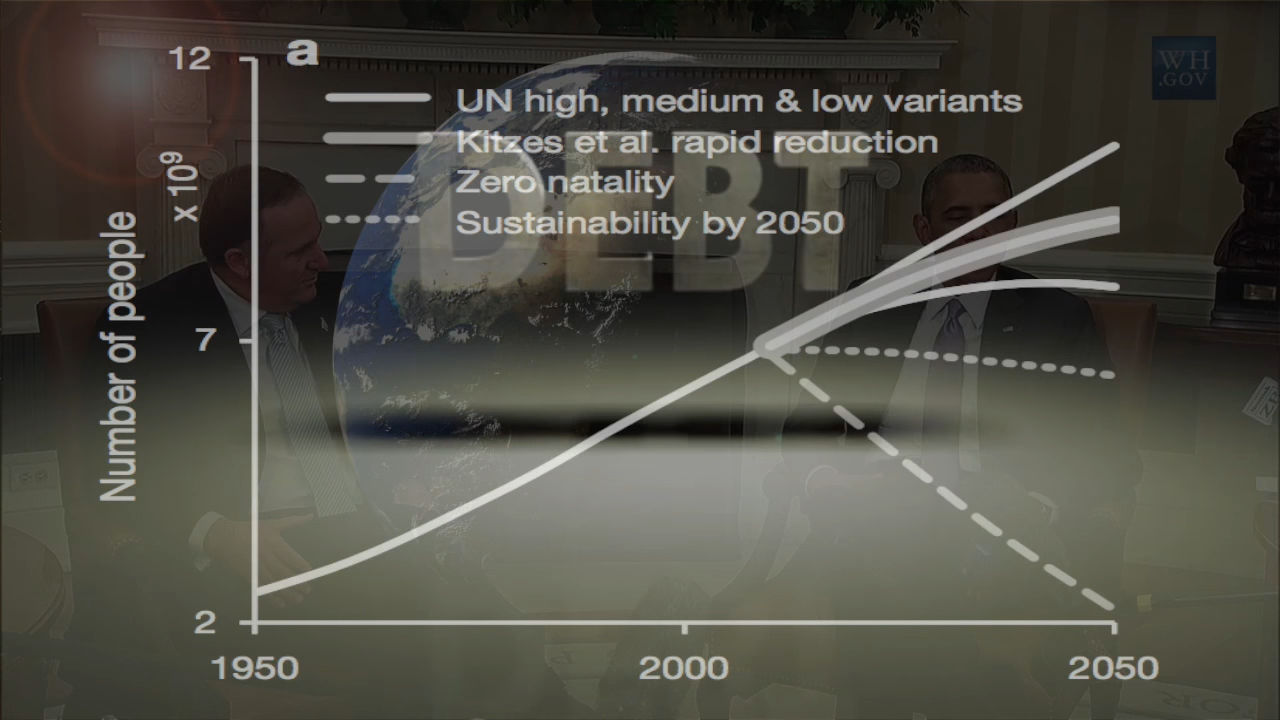 12
a
WH
.GOV
UN high, medium & low variants
Kitzes et al. rapid reduction
DEBT
Zero natality
Sustainability by 2050
x 10⁹
Number of people
7
2
1950
2000
2050